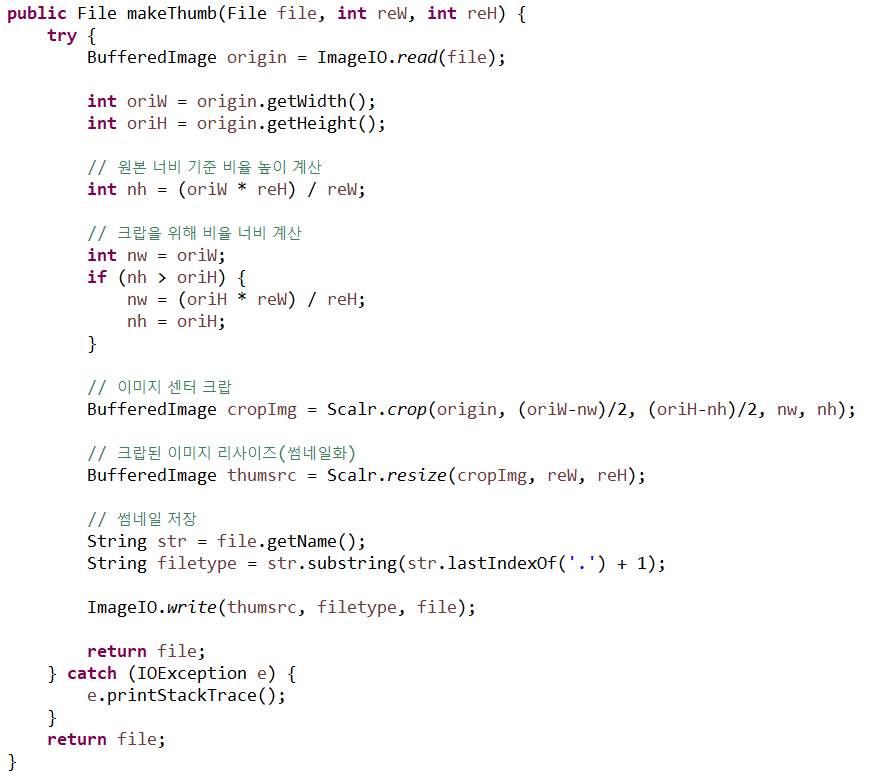 public File makeThumb(File file, int reW, int reH) {
    try {
        BufferedImage origin = ImageIO.read(file);

        int oriW = origin.getWidth();
        int oriH = origin.getHeight();

        // 원본 너비 기준 비율 높이 계산
        int nh = (oriW * reH) / reW;

        // 크랍을 위해 비율 너비 계산
        int nw = oriW;
        if (nh > oriH) {
            nw = (oriH * reW) / reH;
            nh = oriH;
        }

        // 이미지 센터 크랍
        BufferedImage cropImg = Scalr.crop(origin, (oriW-nw)/2, (oriH-nh)/2, nw, nh);

        // 크랍된 이미지 리사이즈(썸네일화)
        BufferedImage thumsrc = Scalr.resize(cropImg, reW, reH);

        // 썸네일 저장
        String str = file.getName();
        String filetype = str.substring(str.lastIndexOf('.') + 1);

        ImageIO.write(thumsrc, filetype, file);

        return file;
    } catch (IOException e) {
        e.printStackTrace();
    }
    return file;
}